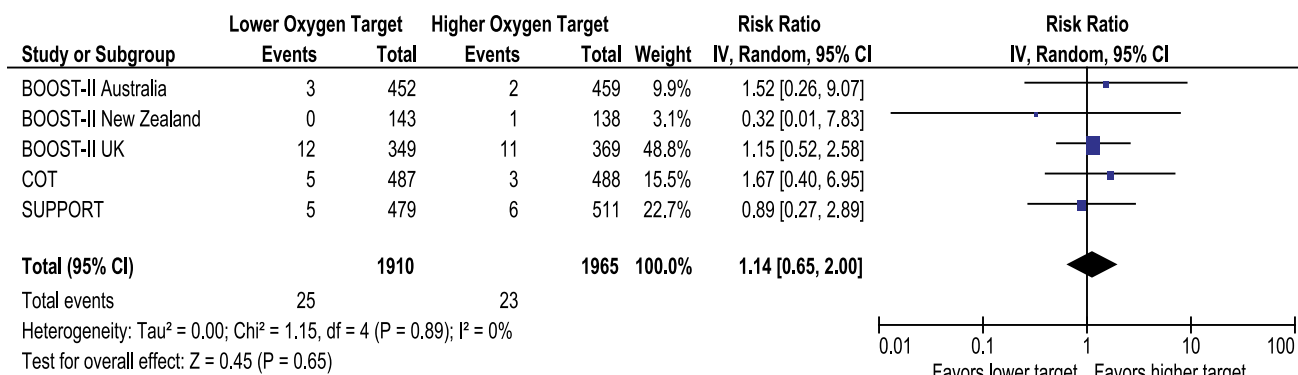 Lower Oxygen Target Higher Oxygen Target Risk Ratio Risk Ratio
Study or Subgroup Events Total Events Total Weight IV, Random, 95% CI IV, Random, 95% CI
BOOST-II Australia 3 452 2 459 9.9% 1.52 [0.26, 9.07]
BOOST-II New Zealand 0 143 1 138 3.1% 0.32 [0.01, 7.83]
BOOST-II UK 12 349 11 369 48.8% 1.15 [0.52, 2.58]
COT 5 487 3 488 15.5% 1.67 [0.40, 6.95]
SUPPORT 5 479 6 511 22.7% 0.89 [0.27, 2.89]
Total (95% CI) 1910 1965 100.0% 1.14 [0.65, 2.00]
Total events 25 23
Heterogeneity: Tau² = 0.00; Chi² = 1.15, df = 4 (P = 0.89); I² = 0%
Test for overall effect: Z = 0.45 (P = 0.65)
0.01 0.1 1 10 100
Favors lower target Favors higher target